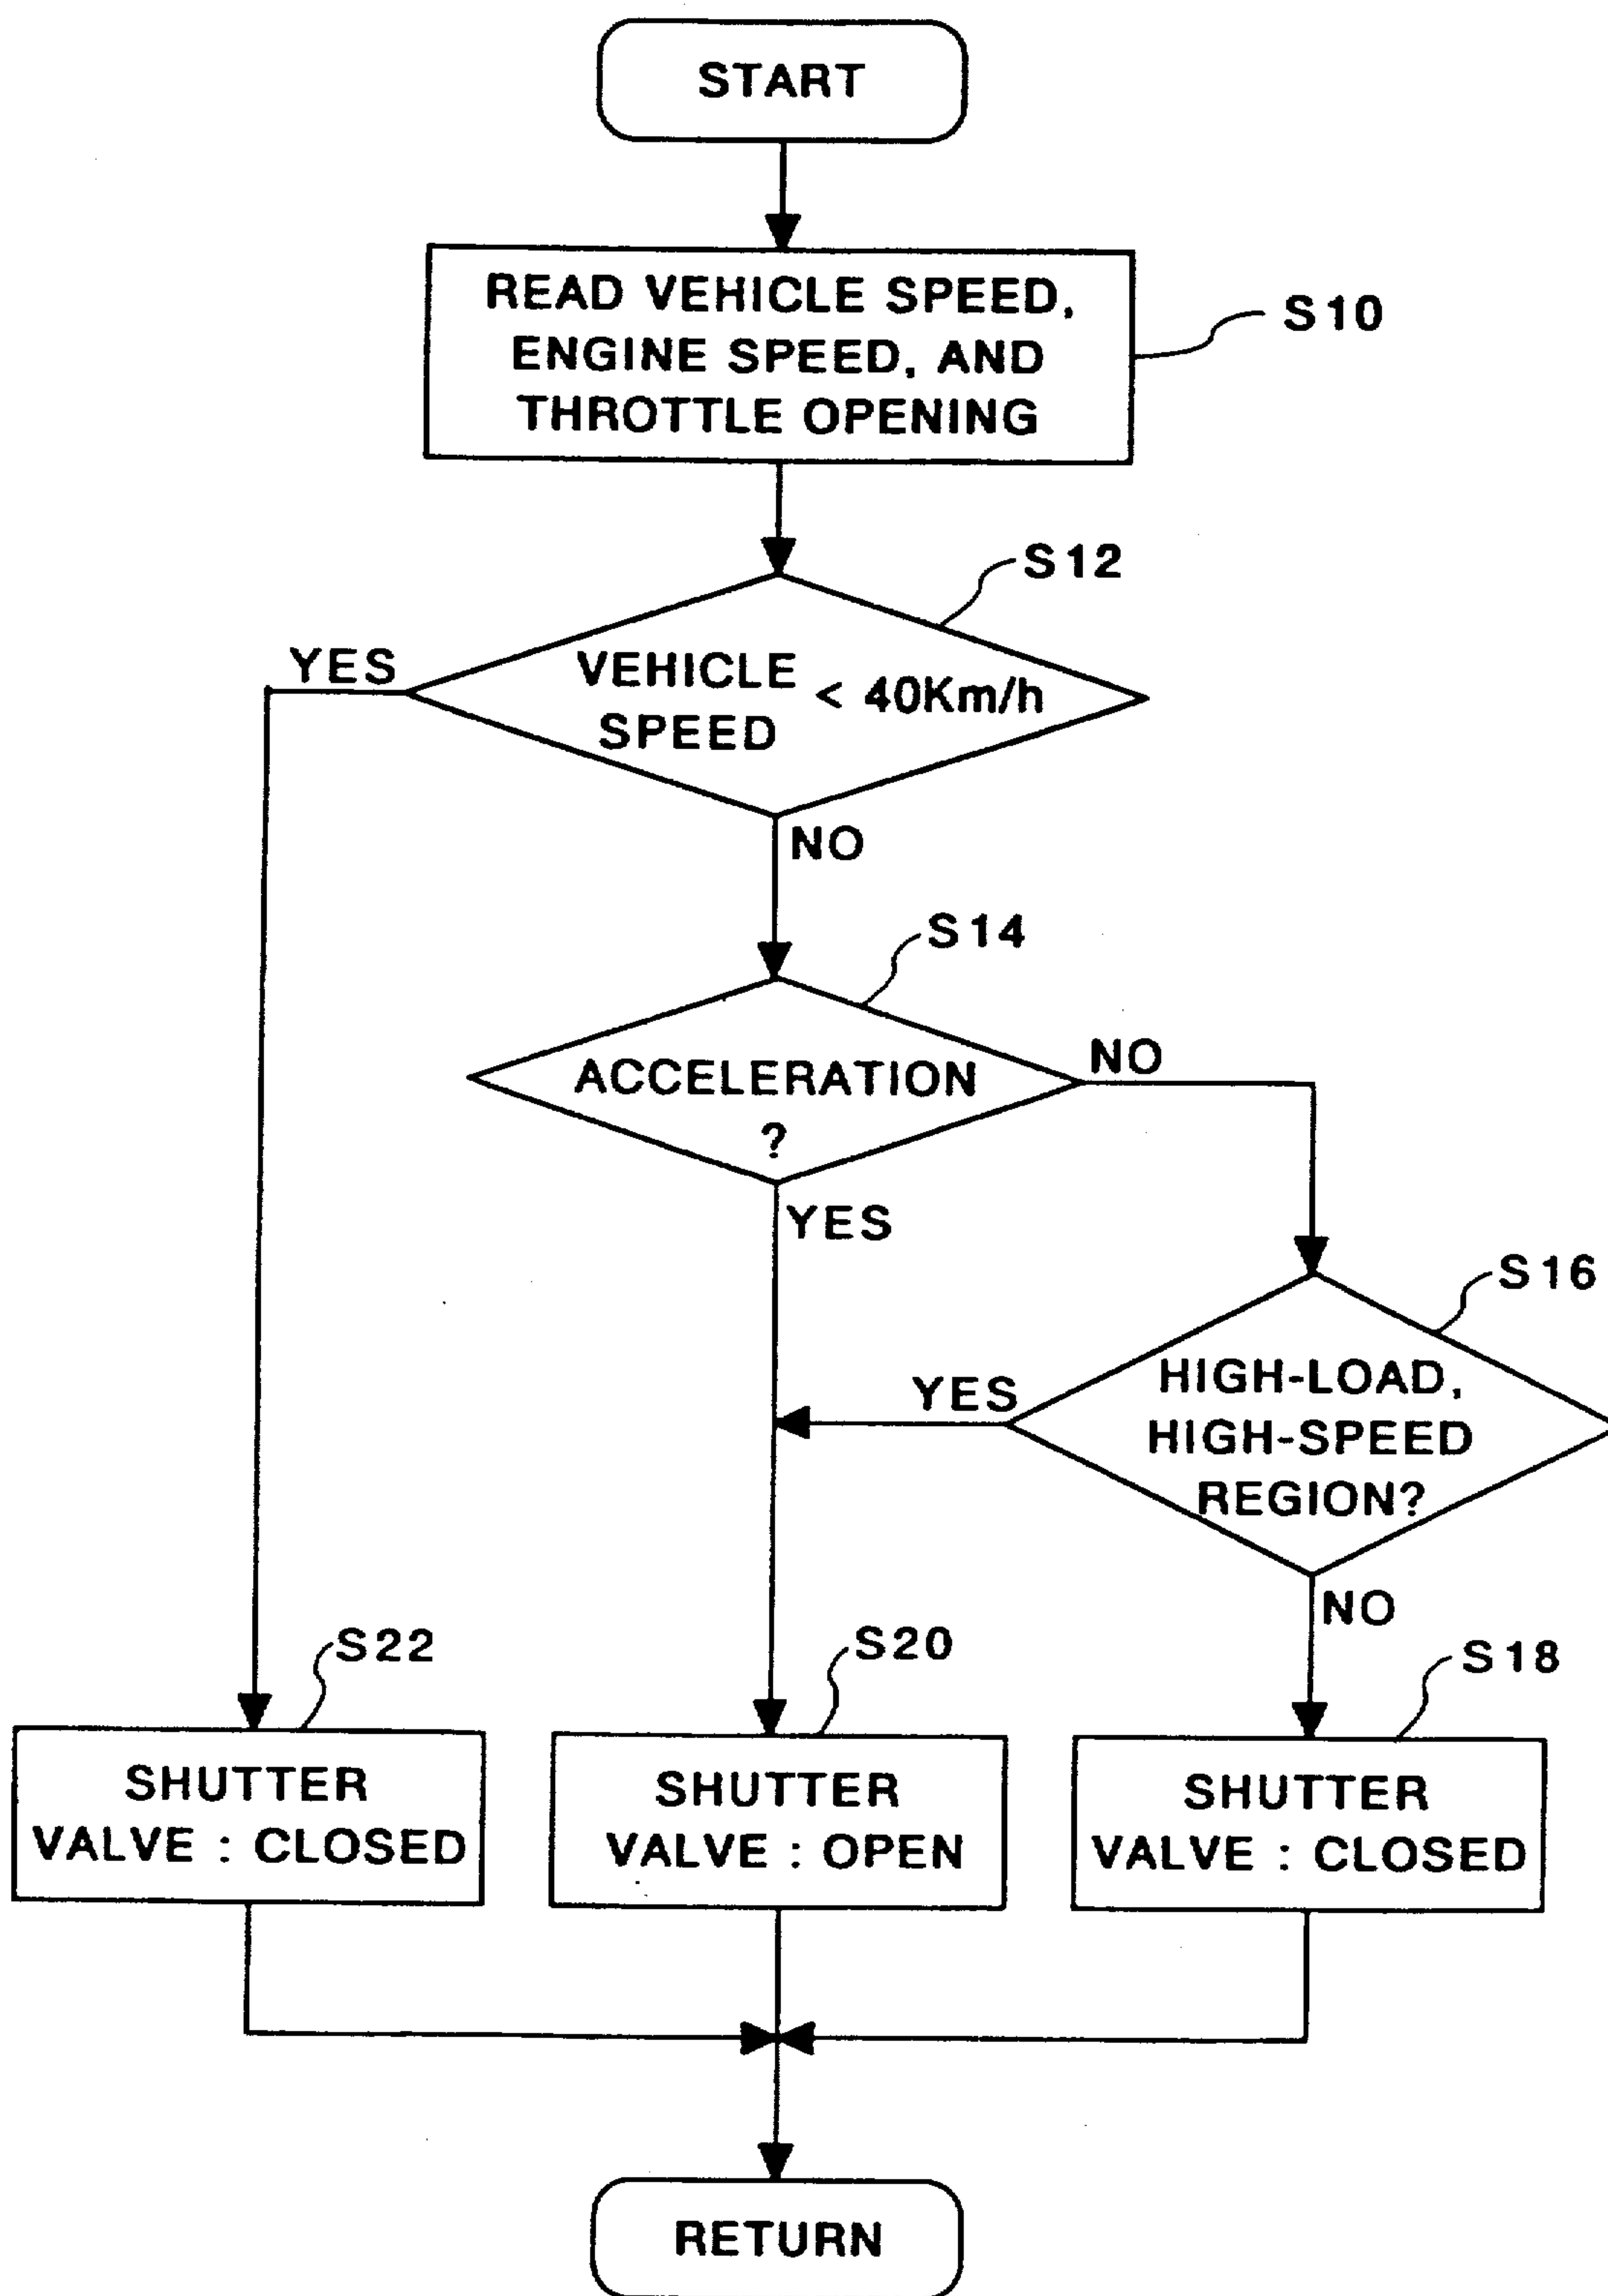 START
READ VEHICLE SPEED,
ENGINE SPEED, AND
THROTTLE OPENING
S10
S12
YES
VEHICLE
SPEED
< 40Km/h
NO
S14
ACCELERATION
?
NO
YES
S16
HIGH-LOAD,
HIGH-SPEED
REGION?
YES
NO
S22
SHUTTER
VALVE : CLOSED
S20
SHUTTER
VALVE : OPEN
S18
SHUTTER
VALVE : CLOSED
RETURN